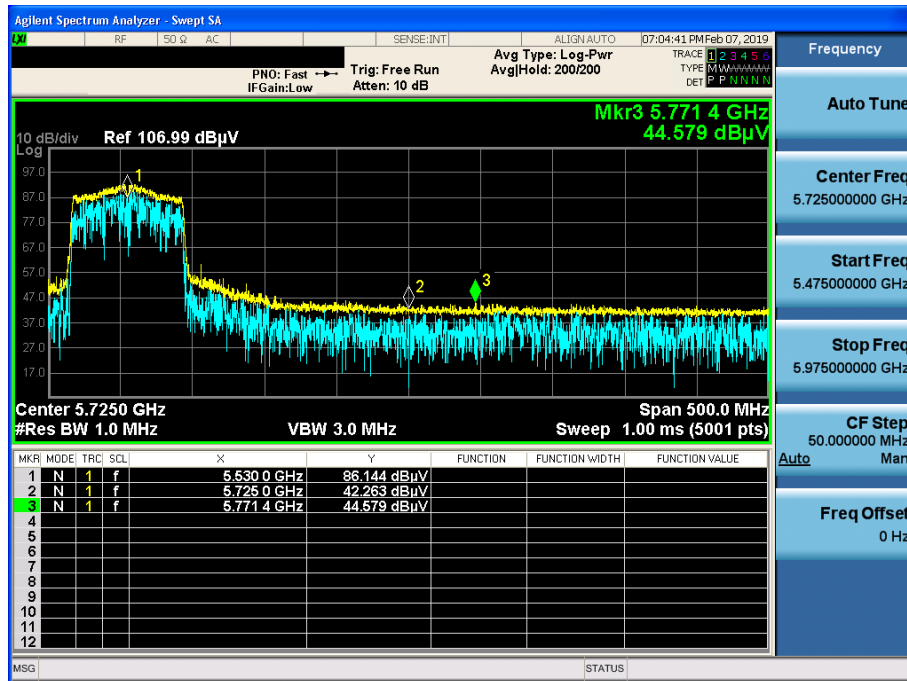 Agilent Spectrum Analyzer - Swept SA
LXI RF 50 Ω AC SENSE:INT ALIGN AUTO 07:04:41 PM Feb 07, 2019
PNO: Fast Trig: Free Run Avg Type: Log-Pwr TRACE 1 2 3 4 5 6
IFGain:Low Atten: 10 dB Avg|Hold: 200/200 TYPE M W
DET P P N N N N
Mkr3 5.771 4 GHz
44.579 dBµV
10 dB/div Ref 106.99 dBµV
Log
97.0
87.0
77.0
67.0
57.0
47.0
37.0
27.0
17.0
1
2
3
Center 5.7250 GHz Span 500.0 MHz
#Res BW 1.0 MHz VBW 3.0 MHz Sweep 1.00 ms (5001 pts)
MKR MODE TRC SCL X Y FUNCTION FUNCTION WIDTH FUNCTION VALUE
1 N 1 f 5.530 0 GHz 86.144 dBµV
2 N 1 f 5.725 0 GHz 42.263 dBµV
3 N 1 f 5.771 4 GHz 44.579 dBµV
4
5
6
7
8
9
10
11
12
MSG STATUS
Frequency
Auto Tune
Center Freq
5.725000000 GHz
Start Freq
5.475000000 GHz
Stop Freq
5.975000000 GHz
CF Step
50.000000 MHz
Auto Man
Freq Offset
0 Hz